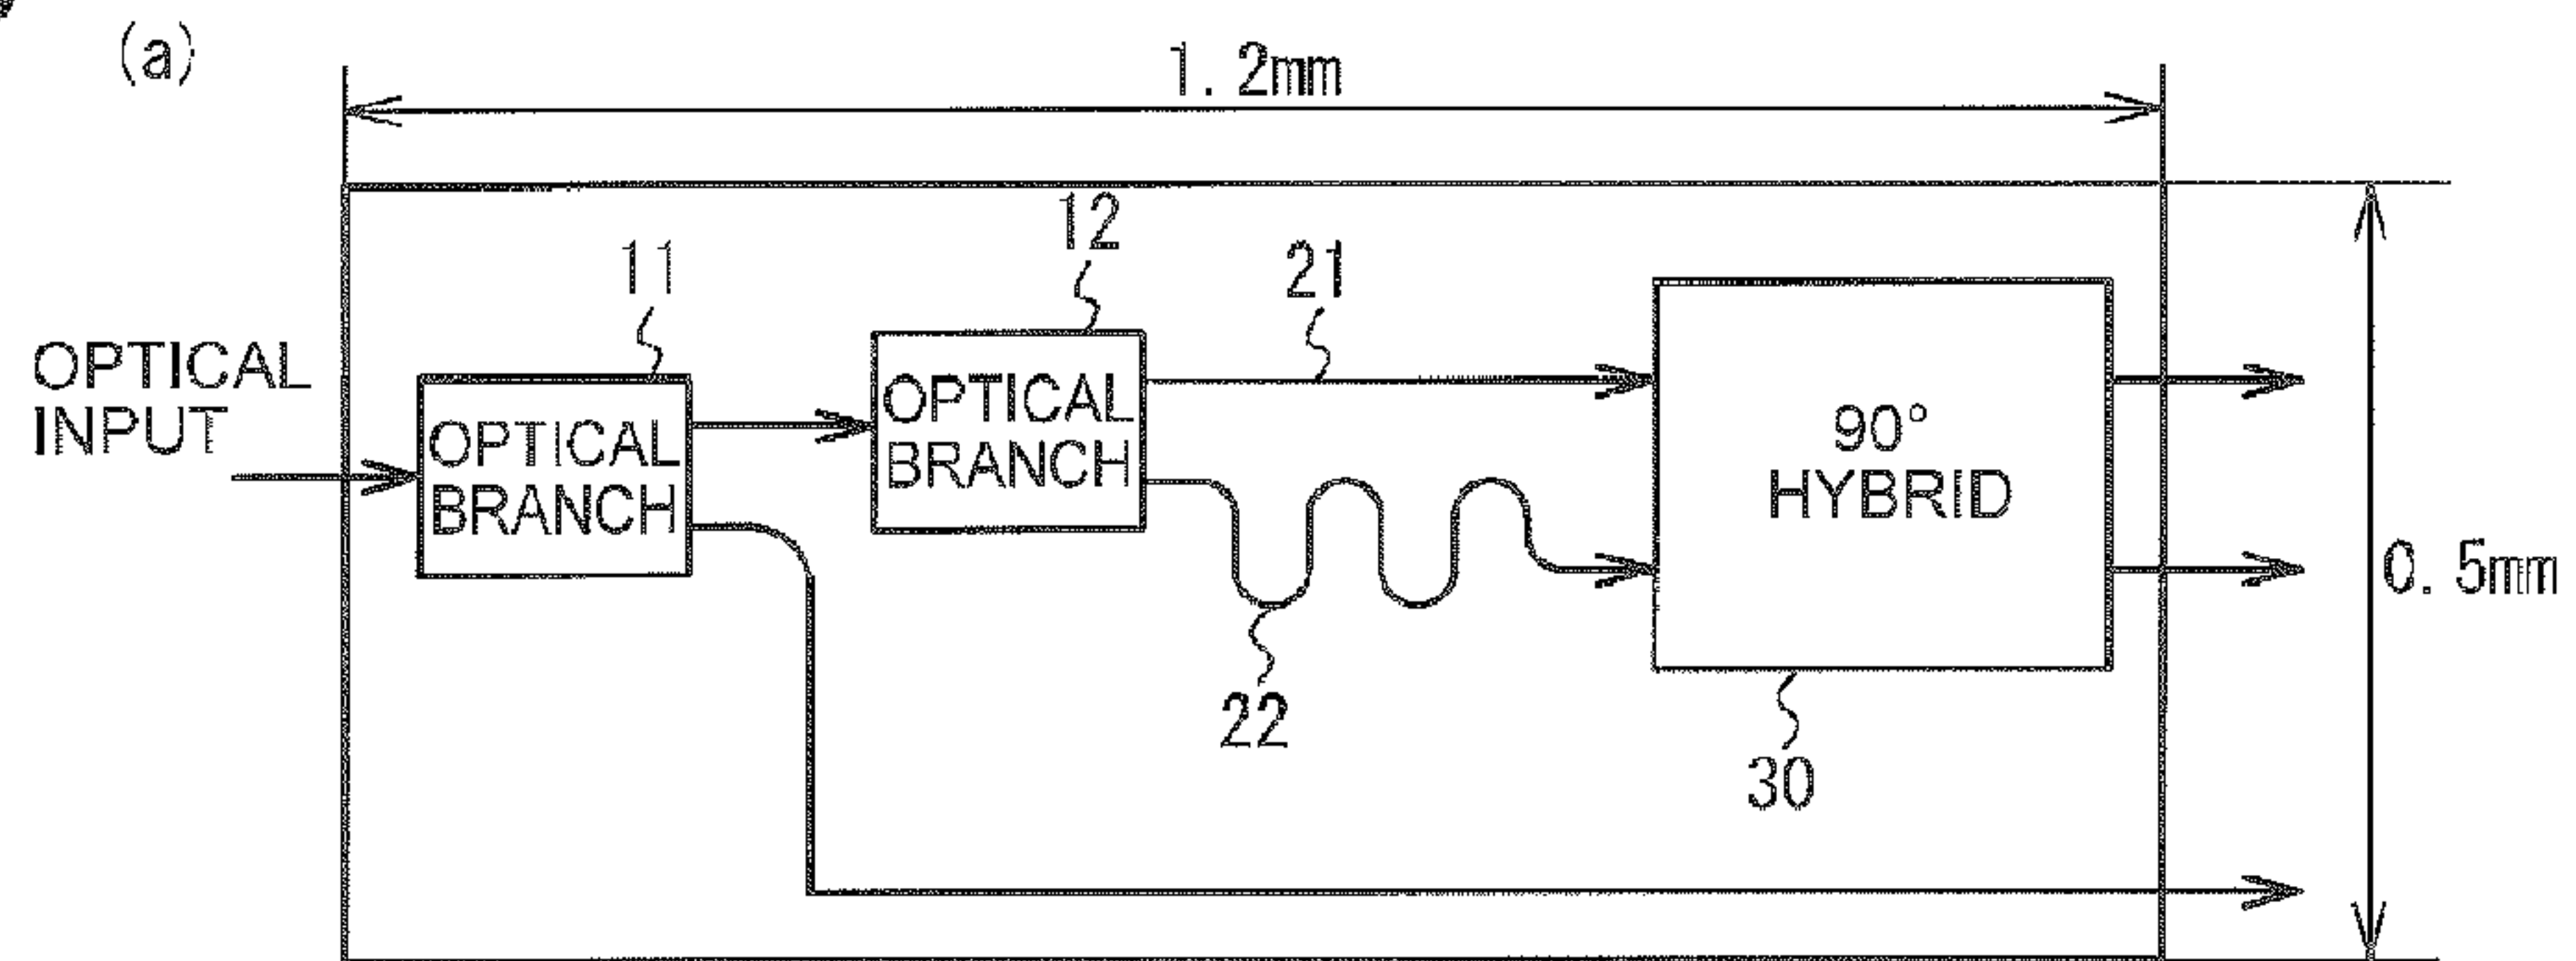 (a)
1.2mm
12
11
21
OPTICAL
INPUT
OPTICAL
BRANCH
OPTICAL
BRANCH
90°
HYBRID
0.5mm
22
30